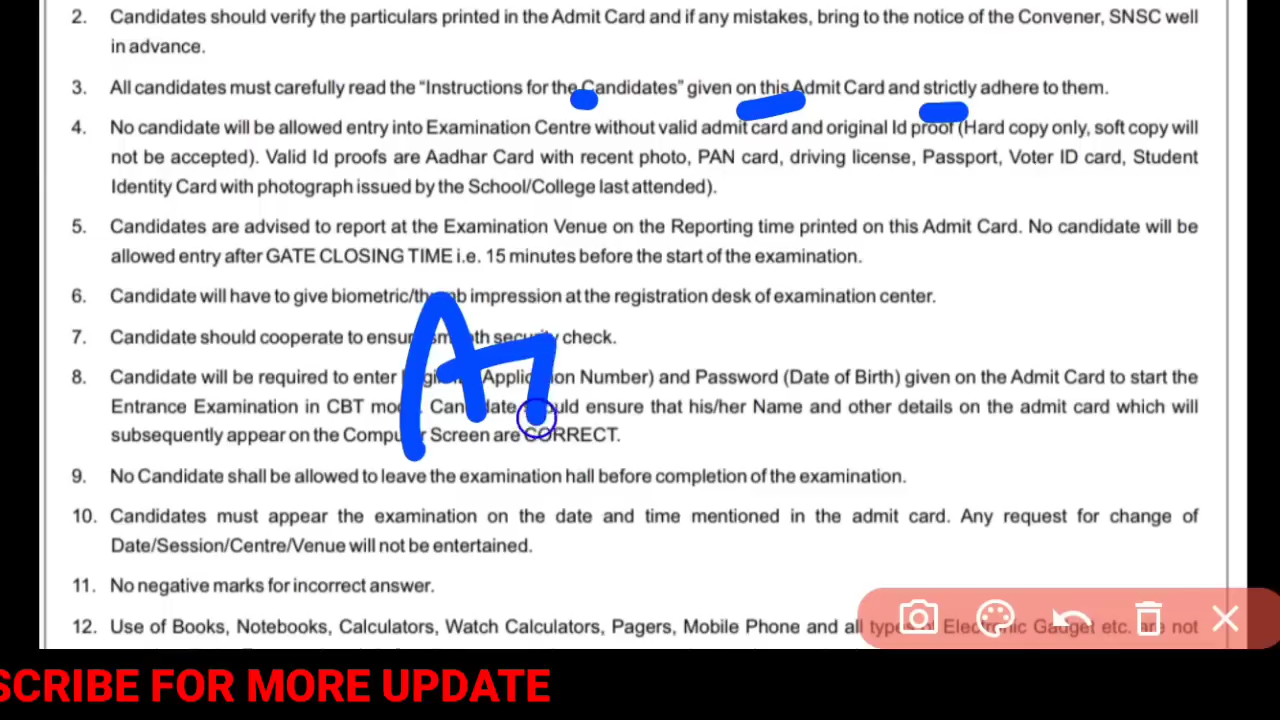 2. Candidates should verify the particulars printed in the Admit Card and if any mistakes, bring to the notice of the Convener, SNSC well
in advance.
3. All candidates must carefully read the “Instructions for the Candidates” given on this Admit Card and strictly adhere to them.
4. No candidate will be allowed entry into Examination Centre without valid admit card and original Id proof (Hard copy only, soft copy will
not be accepted). Valid Id proofs are Aadhar Card with recent photo, PAN card, driving license, Passport, Voter ID card, Student
Identity Card with photograph issued by the School/College last attended).
5. Candidates are advised to report at the Examination Venue on the Reporting time printed on this Admit Card. No candidate will be
allowed entry after GATE CLOSING TIME i.e. 15 minutes before the start of the examination.
6. Candidate will have to give biometric/thumb impression at the registration desk of examination center.
7. Candidate should cooperate to ensure smooth security check.
8. Candidate will be required to enter (Application Number) and Password (Date of Birth) given on the Admit Card to start the
Entrance Examination in CBT mode. Candidate should ensure that his/her Name and other details on the admit card which will
subsequently appear on the Computer Screen are CORRECT.
9. No Candidate shall be allowed to leave the examination hall before completion of the examination.
10. Candidates must appear the examination on the date and time mentioned in the admit card. Any request for change of
Date/Session/Centre/Venue will not be entertained.
11. No negative marks for incorrect answer.
12. Use of Books, Notebooks, Calculators, Watch Calculators, Pagers, Mobile Phone and all types of Electronic Gadget etc. are not
SCRIBE FOR MORE UPDATE